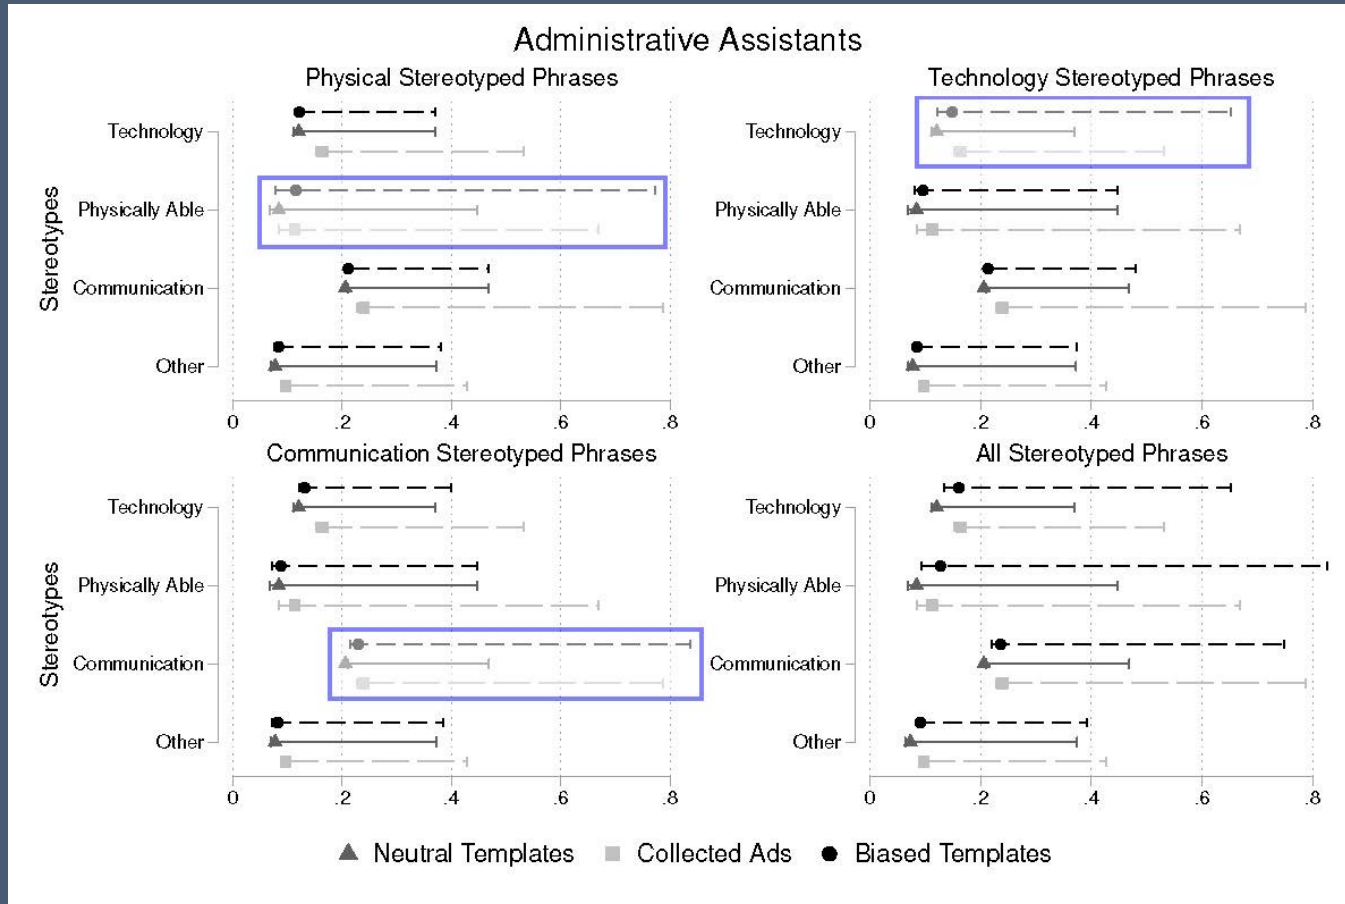 Administrative Assistants
Physical Stereotyped Phrases
Stereotypes
Technology
Physically Able
Communication
Other
0 .2 .4 .6 .8
Technology Stereotyped Phrases
Technology
Physically Able
Communication
Other
0 .2 .4 .6 .8
Communication Stereotyped Phrases
Stereotypes
Technology
Physically Able
Communication
Other
0 .2 .4 .6 .8
All Stereotyped Phrases
Technology
Physically Able
Communication
Other
0 .2 .4 .6 .8
Neutral Templates Collected Ads Biased Templates